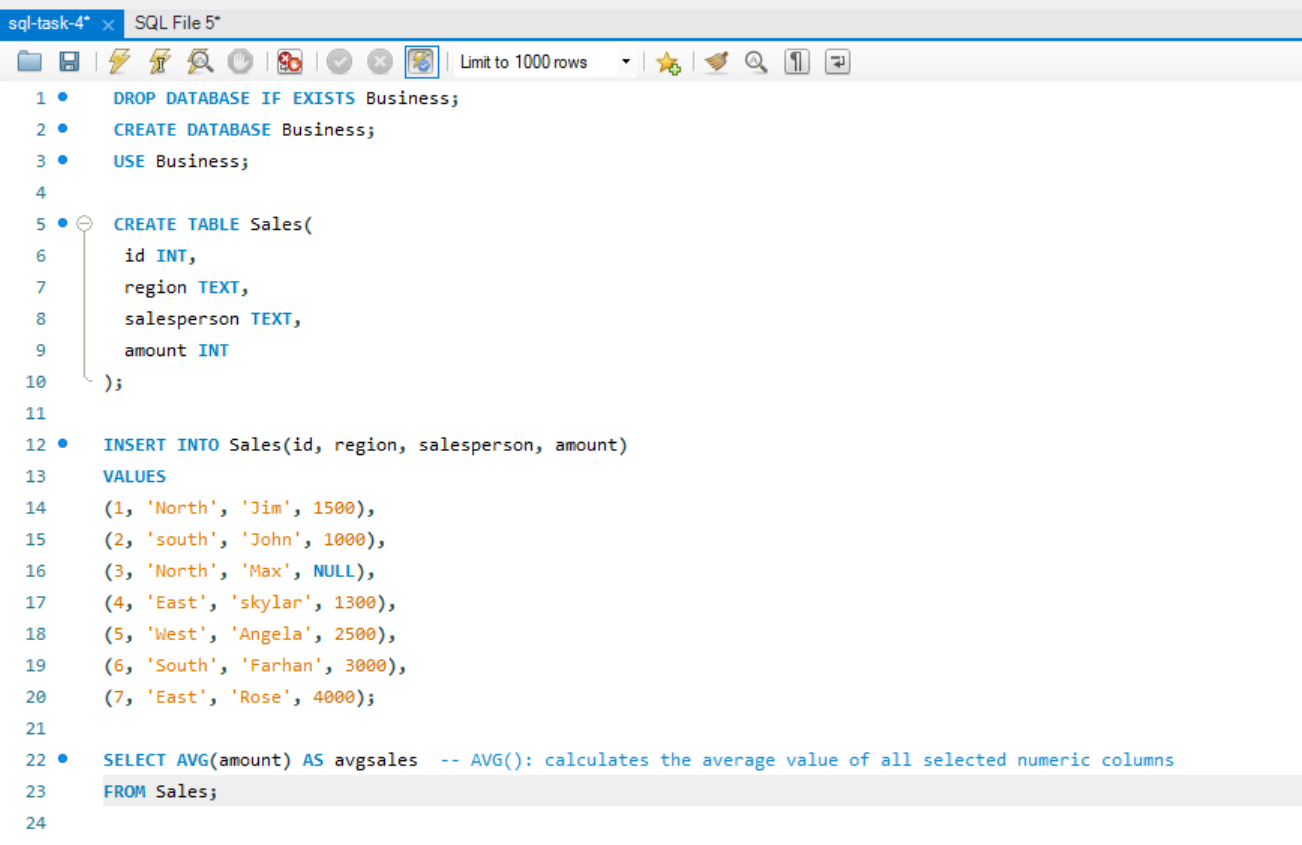 sql-task-4* × SQL File 5*
Limit to 1000 rows
1 DROP DATABASE IF EXISTS Business;
2 CREATE DATABASE Business;
3 USE Business;
4
5 CREATE TABLE Sales(
6 id INT,
7 region TEXT,
8 salesperson TEXT,
9 amount INT
10 );
11
12 INSERT INTO Sales(id, region, salesperson, amount)
13 VALUES
14 (1, 'North', 'Jim', 1500),
15 (2, 'south', 'John', 1000),
16 (3, 'North', 'Max', NULL),
17 (4, 'East', 'skylar', 1300),
18 (5, 'West', 'Angela', 2500),
19 (6, 'South', 'Farhan', 3000),
20 (7, 'East', 'Rose', 4000);
21
22 SELECT AVG(amount) AS avgsales -- AVG(): calculates the average value of all selected numeric columns
23 FROM Sales;
24